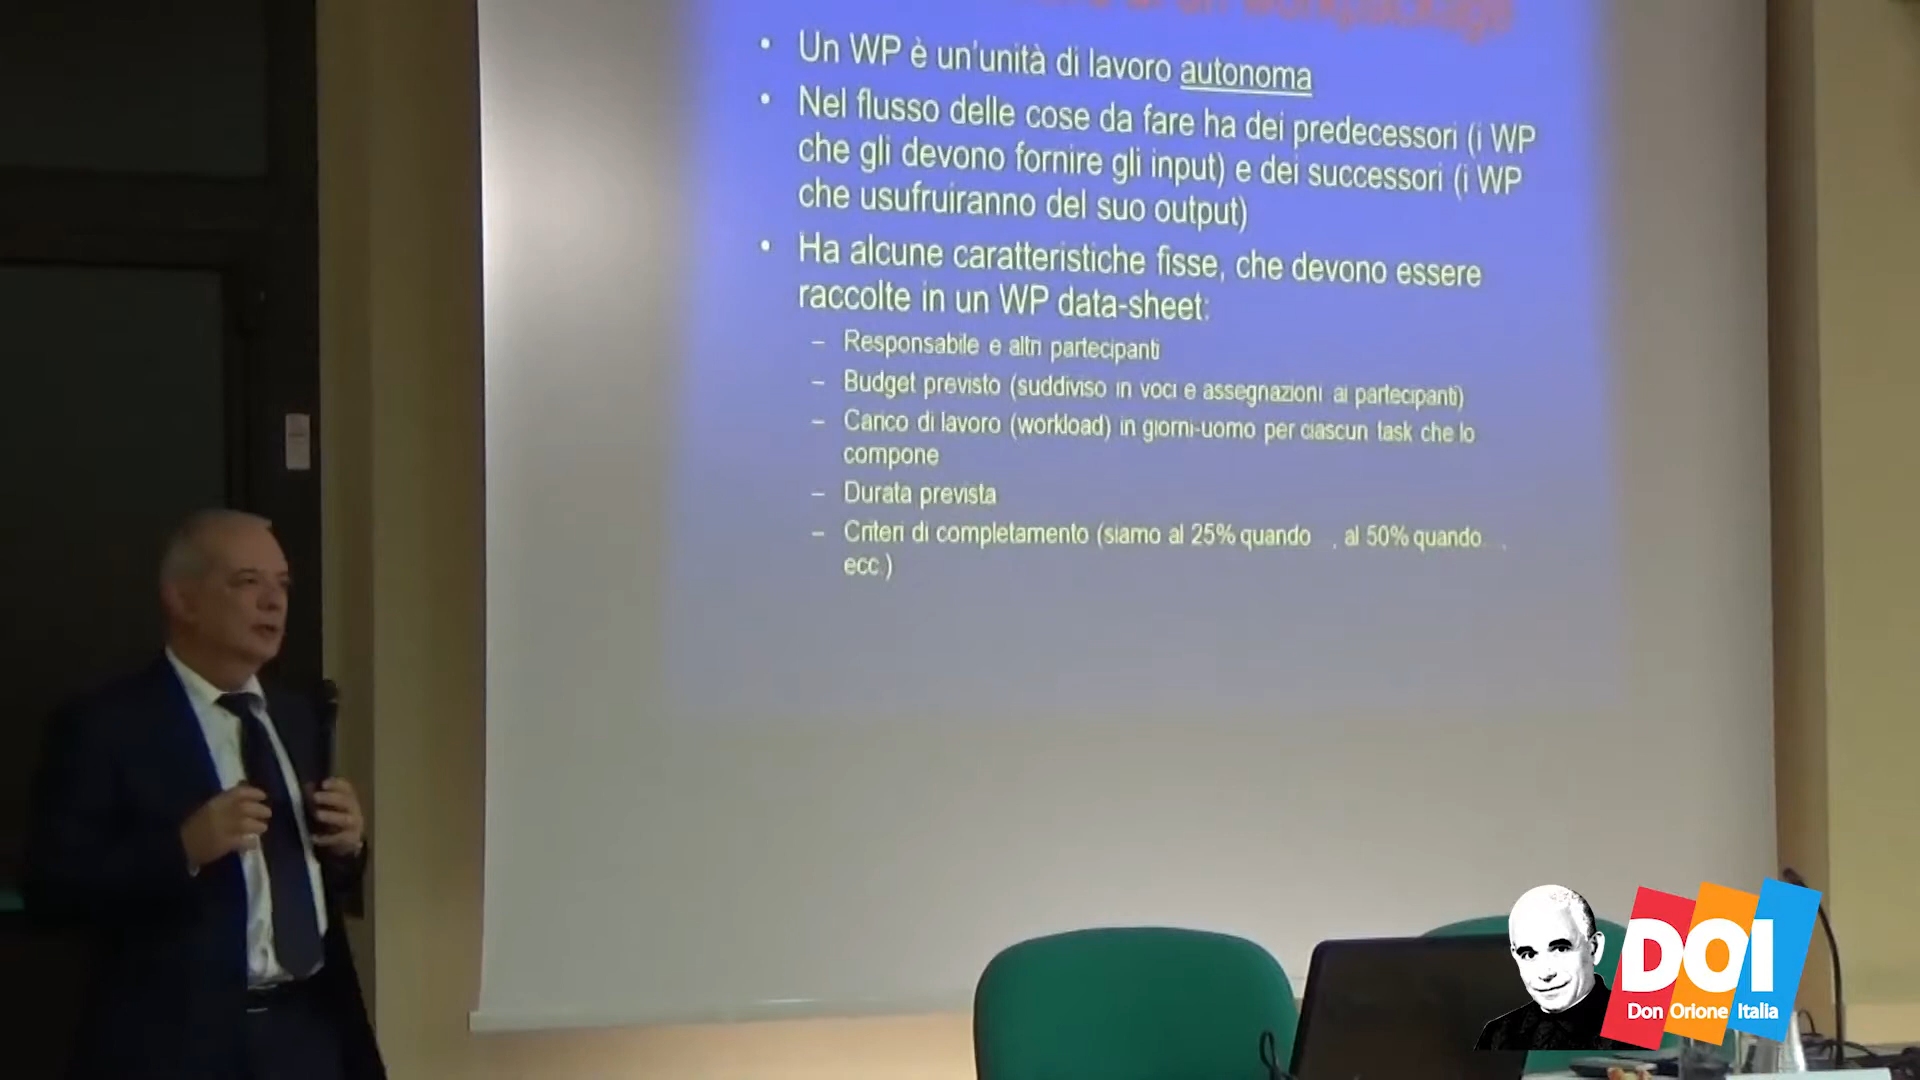 • Un WP è un'unità di lavoro autonoma
• Nel flusso delle cose da fare ha dei predecessori (i WP
che gli devono fornire gli input) e dei successori (i WP
che usufruiranno del suo output)
• Ha alcune caratteristiche fisse, che devono essere
raccolte in un WP data-sheet:
– Responsabile e altri partecipanti
– Budget previsto (suddiviso in voci e assegnazioni ai partecipanti)
– Carico di lavoro (workload) in giorni-uomo per ciascun task che lo
compone
– Durata prevista
– Criteri di completamento (siamo al 25% quando..., al 50% quando...,
ecc.)
DOI
Don Orione Italia